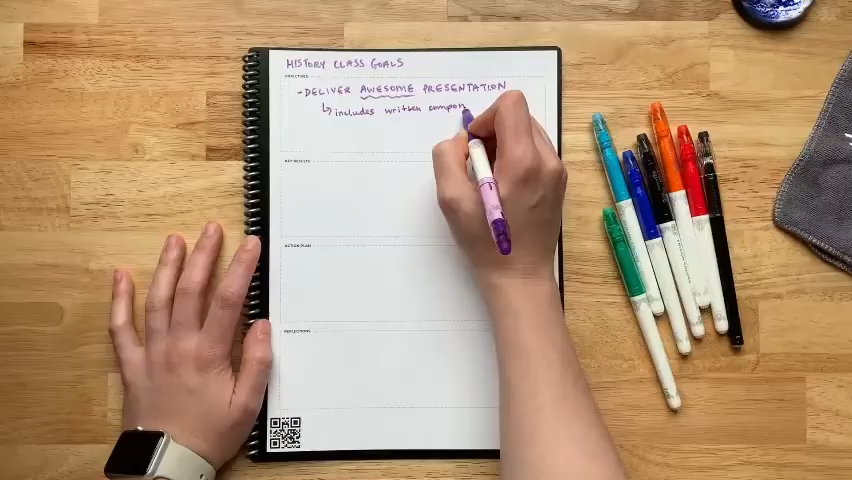 HISTORY CLASS GOALS
OBJECTIVES
- DELIVER AWESOME PRESENTATION
↳ includes written compon
KEY RESULTS
ACTION PLAN
REFLECTIONS